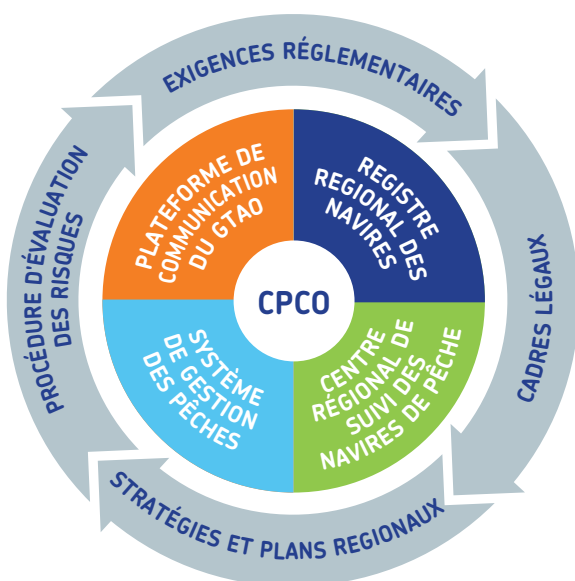 EXIGENCES RÉGLEMENTAIRES
CADRES LÉGAUX
STRATÉGIES ET PLANS REGIONAUX
PROCÉDURE D'ÉVALUATION
DES RISQUES
PLATEFORME DE
COMMUNICATION
DU GTAO
REGISTRE
REGIONAL DES
NAVIRES
CPCO
SYSTÈME
DE GESTION
DES PÊCHES
CENTRE
RÉGIONAL DE
SUIVI DES
NAVIRES DE PÊCHE